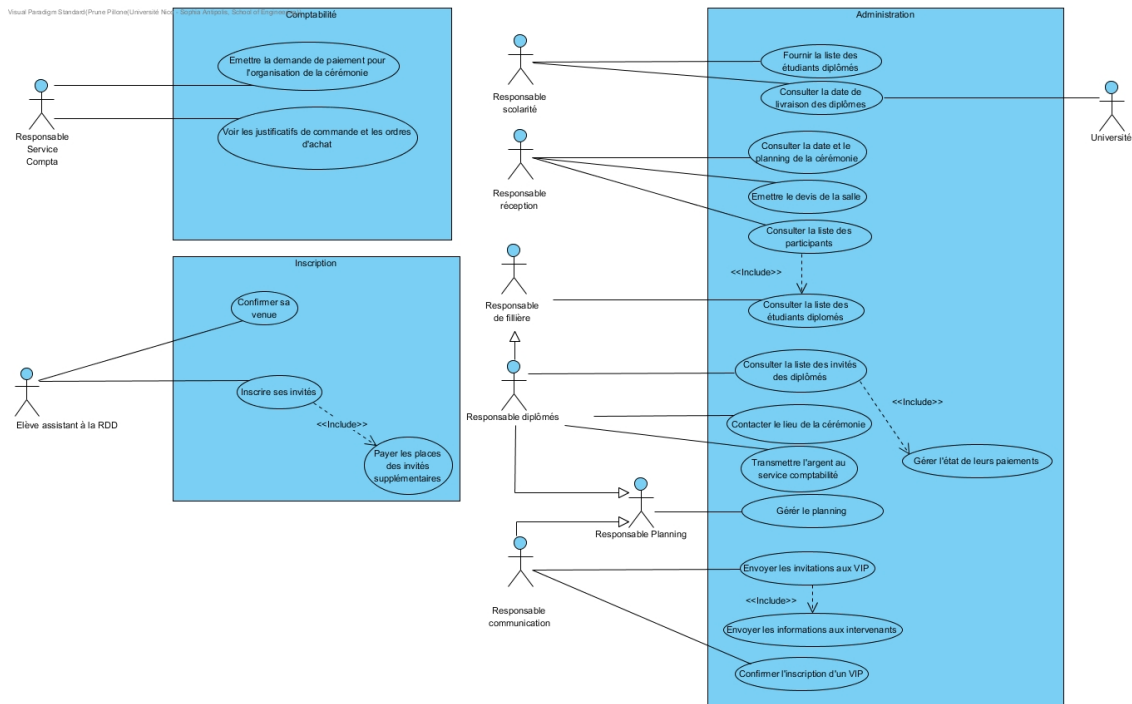 Visual Paradigm Standard(Prune Pillone(Université Nice - Sophia Antipolis, School of Engineer
Comptabilité
Emettre la demande de paiement pour
l'organisation de la cérémonie
Voir les justificatifs de commande et les ordres
d'achat
Responsable
Service
Compta
Inscription
Confirmer sa
venue
Inscrire ses invités
<<Include>>
Payer les places
des invités
supplémentaires
Elève assistant à la RDD
Administration
Responsable
scolarité
Fournir la liste des
étudiants diplômés
Consulter la date de
livraison des diplômes
Université
Responsable
réception
Consulter la date et le
planning de la cérémonie
Emettre le devis de la salle
Consulter la liste des
participants
<<Include>>
Responsable
de fillière
Consulter la liste des
étudiants diplomés
Responsable diplômés
Consulter la liste des invités
des diplômés
<<Include>>
Contacter le lieu de la cérémonie
Transmettre l'argent au
service comptabilité
Gérer l'état de leurs paiements
Responsable Planning
Gérér le planning
Responsable
communication
Envoyer les invitations aux VIP
<<Include>>
Envoyer les informations aux intervenants
Confirmer l'inscription d'un VIP